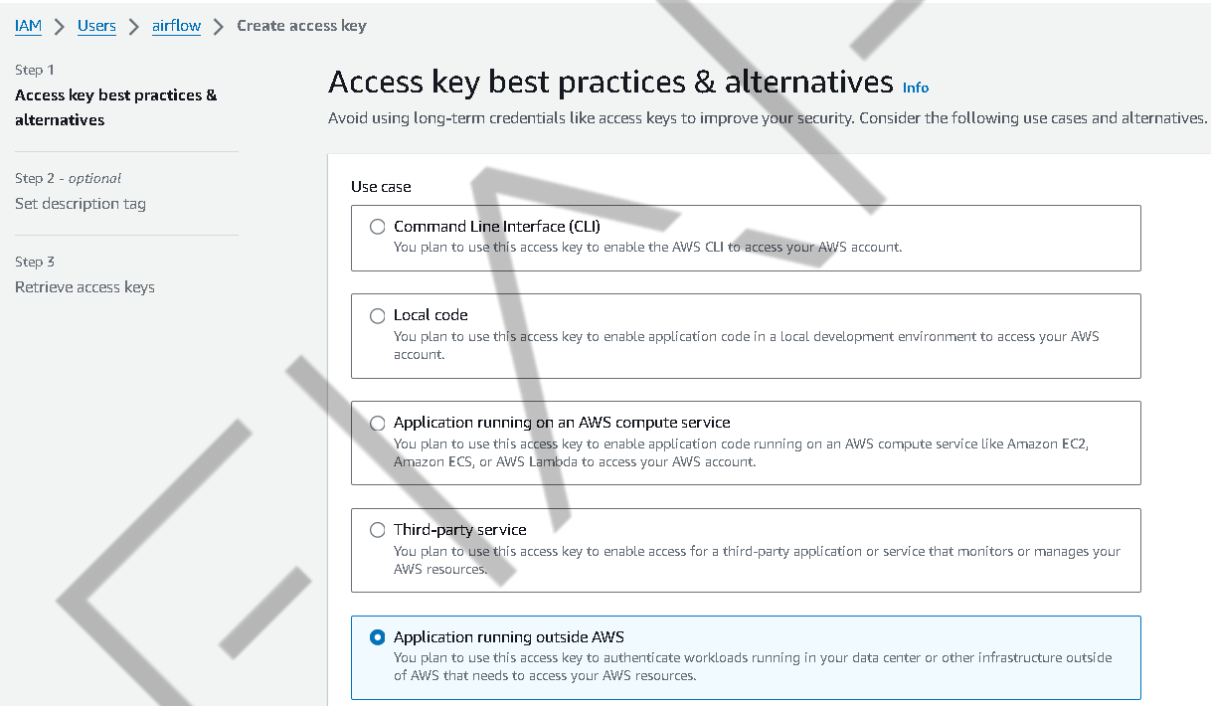 IAM > Users > airflow > Create access key
Step 1
Access key best practices &
alternatives
Step 2 - optional
Set description tag
Step 3
Retrieve access keys
Access key best practices & alternatives Info
Avoid using long-term credentials like access keys to improve your security. Consider the following use cases and alternatives.
Use case
Command Line Interface (CLI)
You plan to use this access key to enable the AWS CLI to access your AWS account.
Local code
You plan to use this access key to enable application code in a local development environment to access your AWS
account.
Application running on an AWS compute service
You plan to use this access key to enable application code running on an AWS compute service like Amazon EC2,
Amazon ECS, or AWS Lambda to access your AWS account.
Third-party service
You plan to use this access key to enable access for a third-party application or service that monitors or manages your
AWS resources.
Application running outside AWS
You plan to use this access key to authenticate workloads running in your data center or other infrastructure outside
of AWS that needs to access your AWS resources.